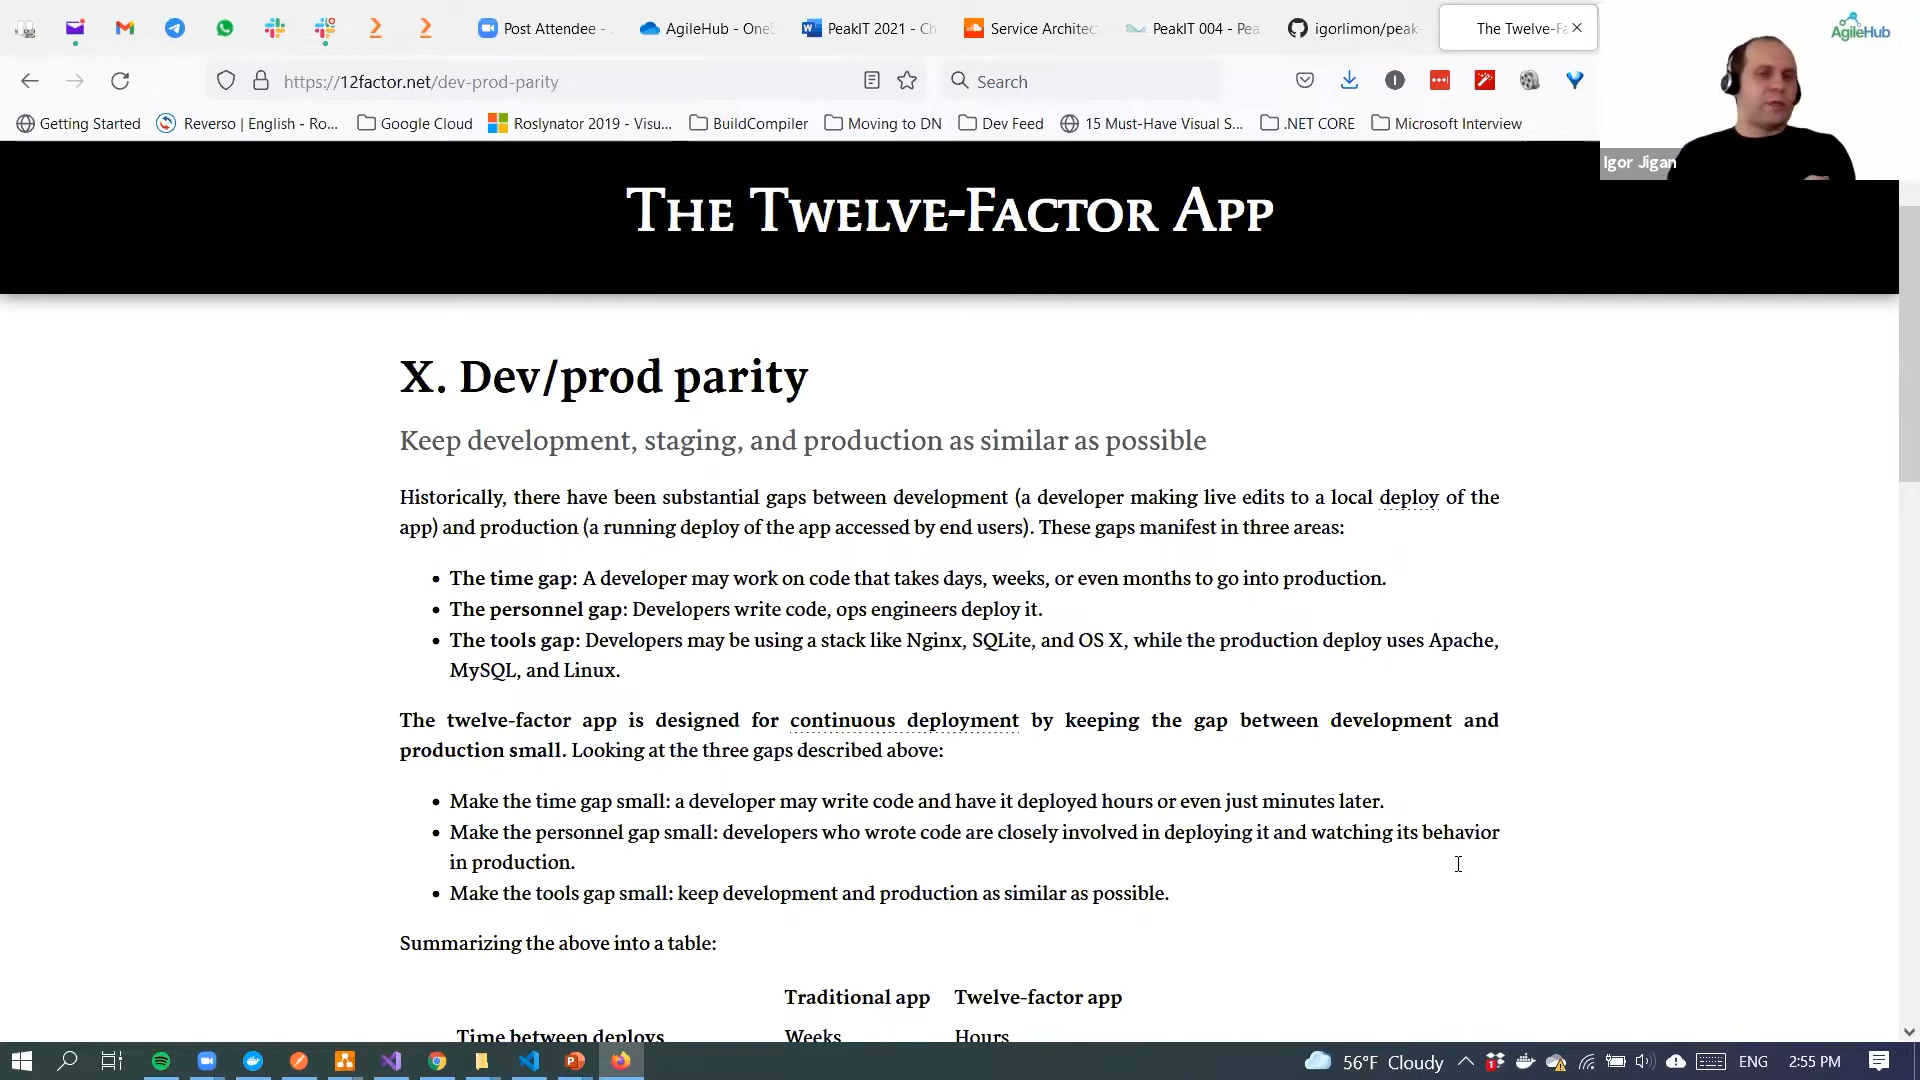 Post Attendee -
AgileHub - One
PeakIT 2021 - Ch
Service Architec
PeakIT 004 - Pea
igorlimon/peak-
The Twelve-Fa
AgileHub
https://12factor.net/dev-prod-parity
Search
Getting Started
Reverso | English - Ro...
Google Cloud
Roslynator 2019 - Visu...
BuildCompiler
Moving to DN
Dev Feed
15 Must-Have Visual S...
.NET CORE
Microsoft Interview
Igor Jigan
The Twelve-Factor App
X. Dev/prod parity
Keep development, staging, and production as similar as possible
Historically, there have been substantial gaps between development (a developer making live edits to a local deploy of the
app) and production (a running deploy of the app accessed by end users). These gaps manifest in three areas:
• The time gap: A developer may work on code that takes days, weeks, or even months to go into production.
• The personnel gap: Developers write code, ops engineers deploy it.
• The tools gap: Developers may be using a stack like Nginx, SQLite, and OS X, while the production deploy uses Apache,
MySQL, and Linux.
The twelve-factor app is designed for continuous deployment by keeping the gap between development and
production small. Looking at the three gaps described above:
• Make the time gap small: a developer may write code and have it deployed hours or even just minutes later.
• Make the personnel gap small: developers who wrote code are closely involved in deploying it and watching its behavior
in production.
• Make the tools gap small: keep development and production as similar as possible.
Summarizing the above into a table:
Traditional app Twelve-factor app
Time between deploys Weeks Hours
56°F Cloudy
ENG
2:55 PM